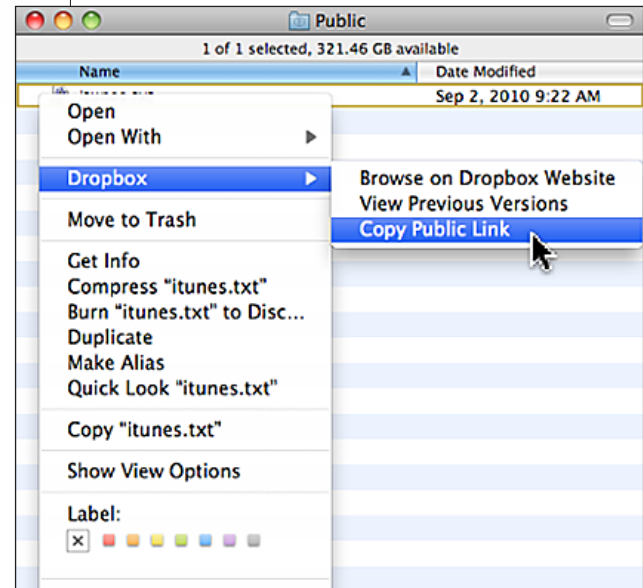 Public
1 of 1 selected, 321.46 GB available
Name Date Modified
Sep 2, 2010 9:22 AM
Open
Open With
Dropbox
Browse on Dropbox Website
View Previous Versions
Copy Public Link
Move to Trash
Get Info
Compress “itunes.txt”
Burn “itunes.txt” to Disc...
Duplicate
Make Alias
Quick Look “itunes.txt”
Copy “itunes.txt”
Show View Options
Label: